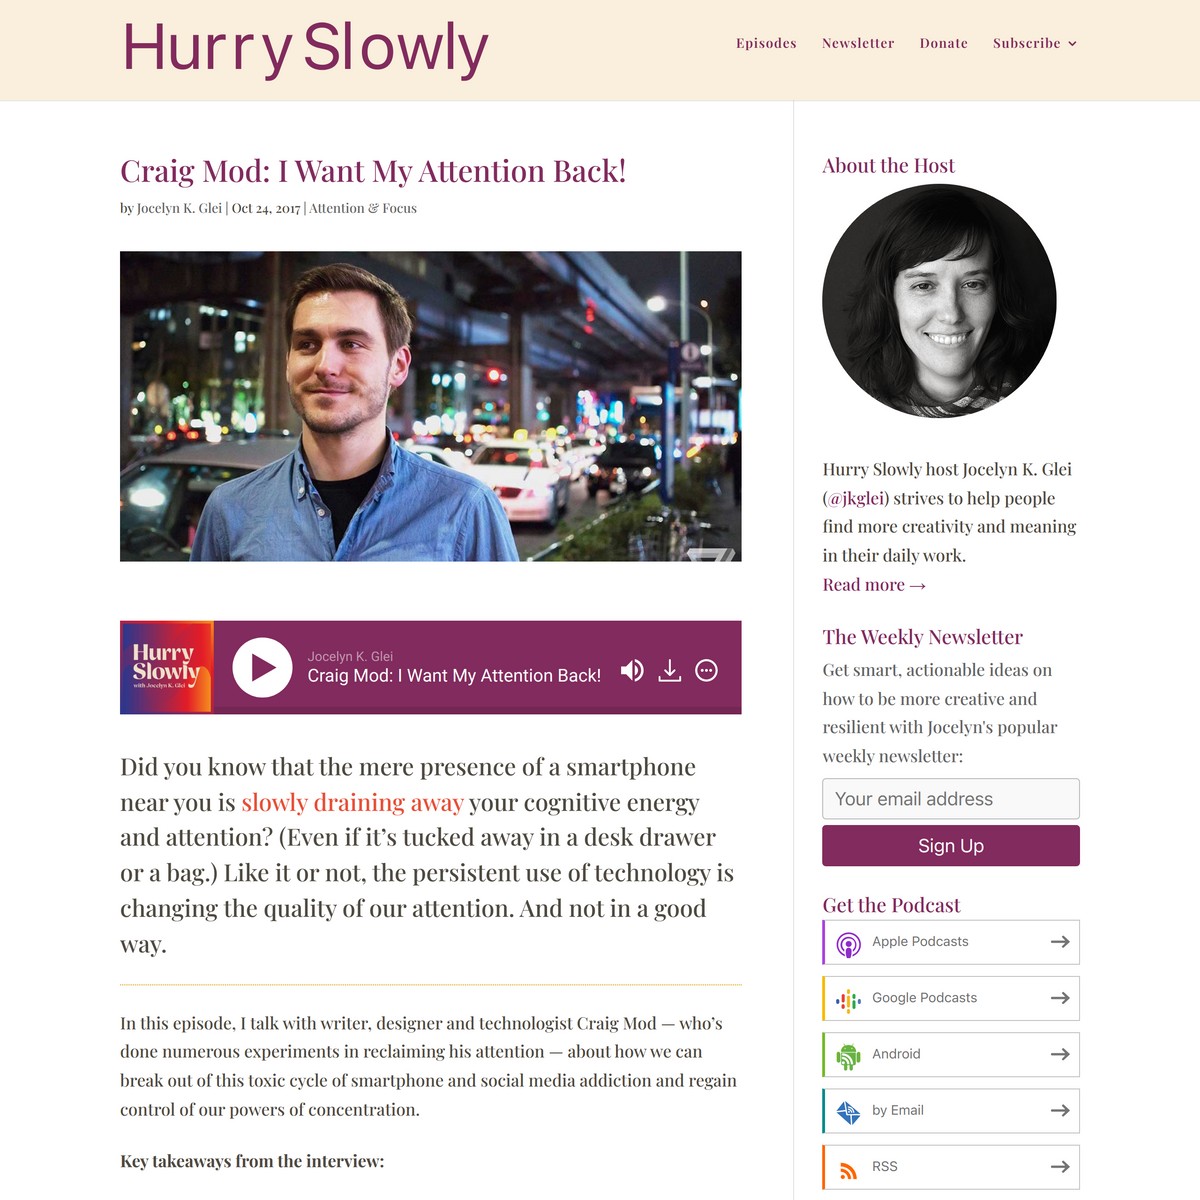 Hurry Slowly
Episodes
Newsletter
Donate
Subscribe
Craig Mod: I Want My Attention Back!
by Jocelyn K. Glei | Oct 24, 2017 | Attention & Focus
Hurry
Slowly
with Jocelyn K. Glei
Jocelyn K. Glei
Craig Mod: I Want My Attention Back!
Did you know that the mere presence of a smartphone
near you is slowly draining away your cognitive energy
and attention? (Even if it’s tucked away in a desk drawer
or a bag.) Like it or not, the persistent use of technology is
changing the quality of our attention. And not in a good
way.
In this episode, I talk with writer, designer and technologist Craig Mod — who’s
done numerous experiments in reclaiming his attention — about how we can
break out of this toxic cycle of smartphone and social media addiction and regain
control of our powers of concentration.
Key takeaways from the interview:
About the Host
Hurry Slowly host Jocelyn K. Glei
(@jkglei) strives to help people
find more creativity and meaning
in their daily work.
Read more →
The Weekly Newsletter
Get smart, actionable ideas on
how to be more creative and
resilient with Jocelyn's popular
weekly newsletter:
Your email address
Sign Up
Get the Podcast
Apple Podcasts
Google Podcasts
Android
by Email
RSS